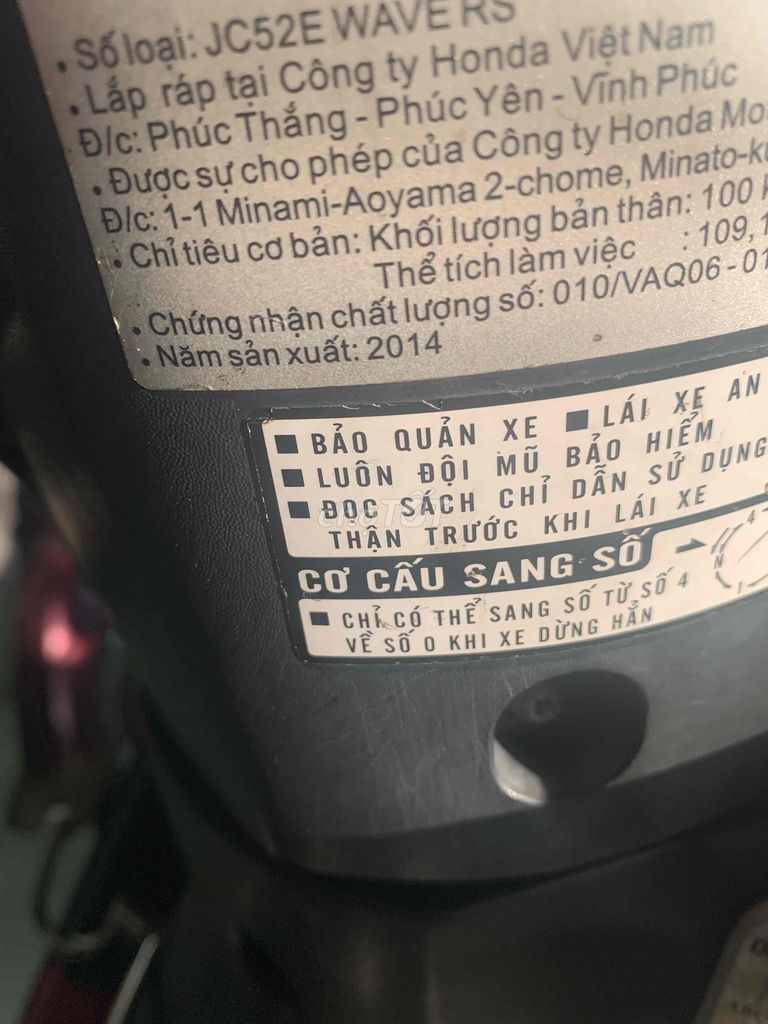 . Số loại: JC52E WAVE RS
. Lắp ráp tại Công ty Honda Việt Nam
Đ/c: Phúc Thắng - Phúc Yên - Vĩnh Phúc
. Được sự cho phép của Công ty Honda
Đ/c: 1-1 Minami-Aoyama 2-chome,
. Chỉ tiêu cơ bản: Khối lượng bản thân: 100
Thể tích làm việc : 109,1
. Chứng nhận chất lượng số: 010/VAQ06 - 01
. Năm sản xuất: 2014
■ BẢO QUẢN XE ■ LÁI XE AN
■ LUÔN ĐỘI MŨ BẢO HIỂM
■ ĐỌC SÁCH CHỈ DẪN SỬ DỤNG
THẬN TRƯỚC KHI LÁI XE
chợTỐT
CƠ CẤU SANG SỐ
4
N
1
■ CHỈ CÓ THỂ SANG SỐ TỪ SỐ 4
VỀ SỐ 0 KHI XE DỪNG HẲN